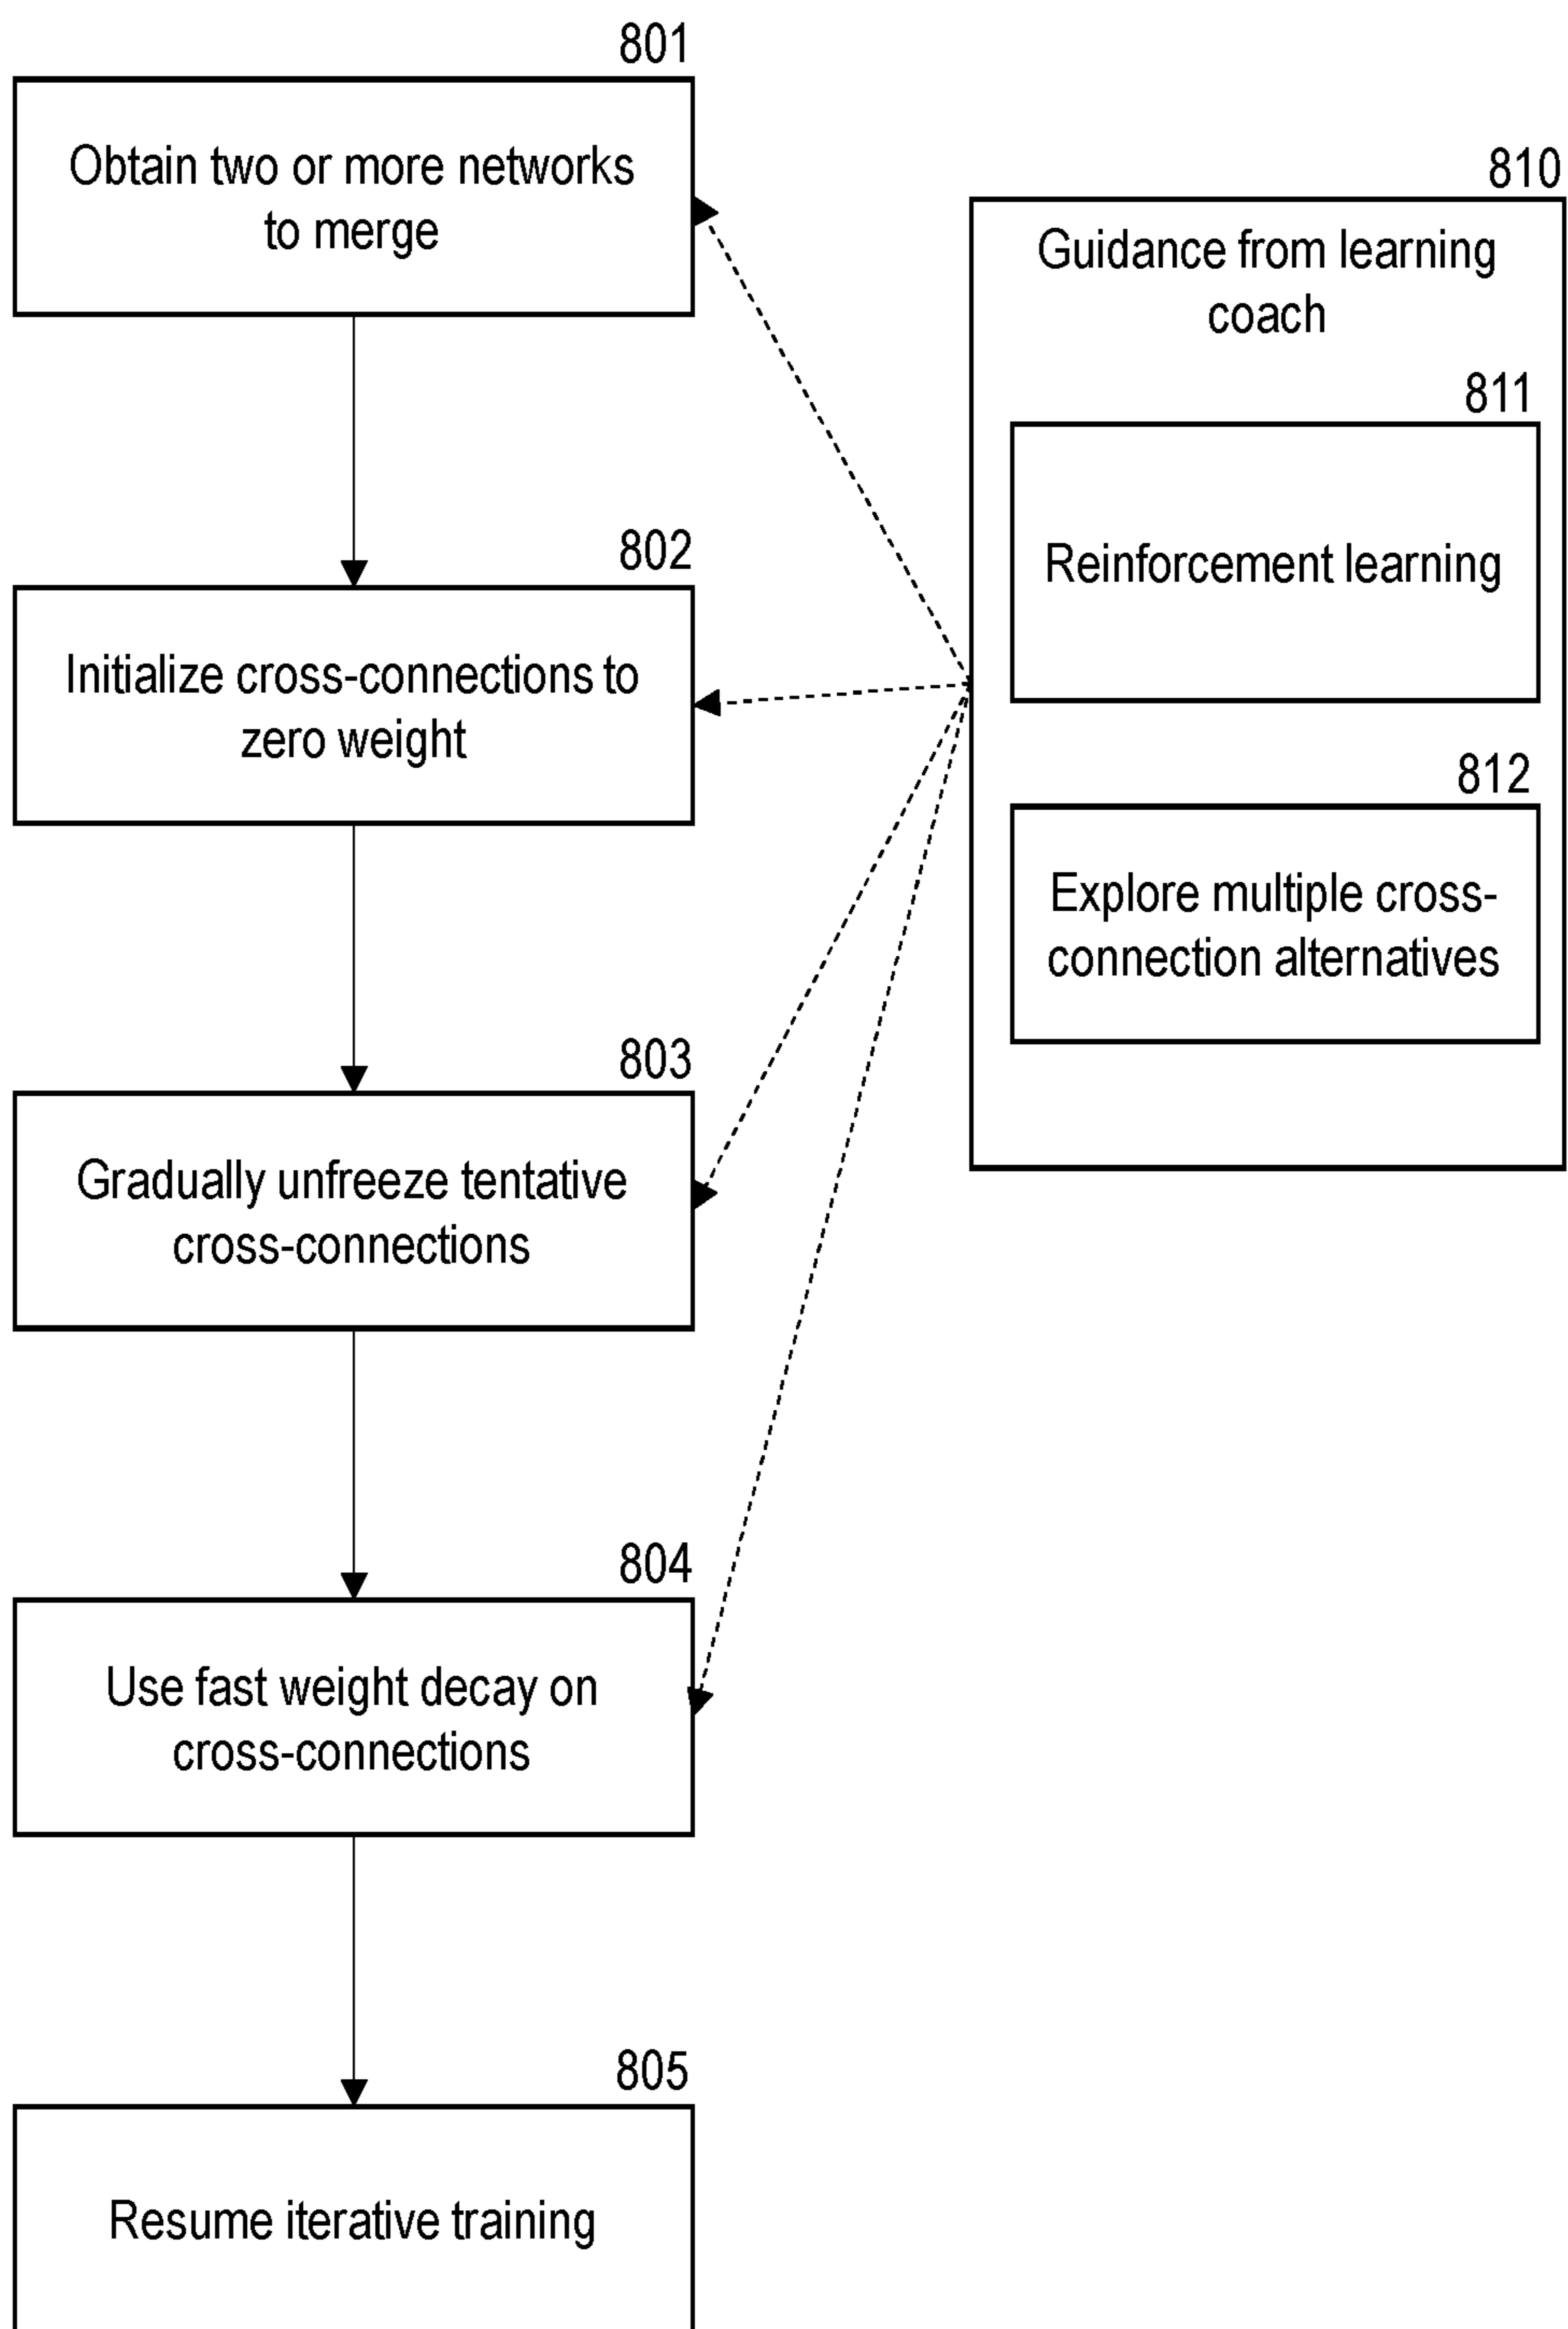 801
Obtain two or more networks
to merge
802
Initialize cross-connections to
zero weight
803
Gradually unfreeze tentative
cross-connections
804
Use fast weight decay on
cross-connections
805
Resume iterative training
810
Guidance from learning
coach
811
Reinforcement learning
812
Explore multiple cross-
connection alternatives